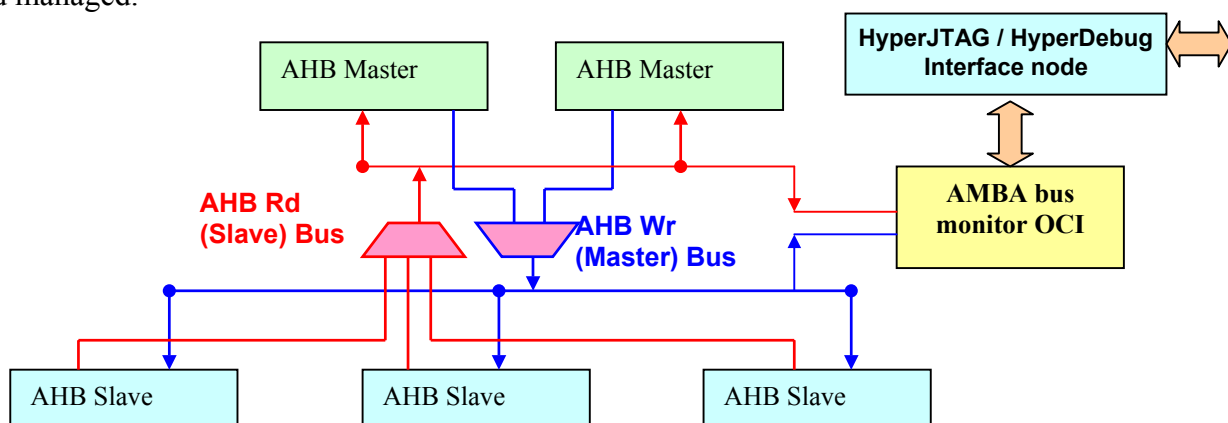 d managed.
HyperJTAG / HyperDebug
Interface node
AHB Master
AHB Master
AMBA bus
monitor OCI
AHB Rd
(Slave) Bus
AHB Wr
(Master) Bus
AHB Slave
AHB Slave
AHB Slave